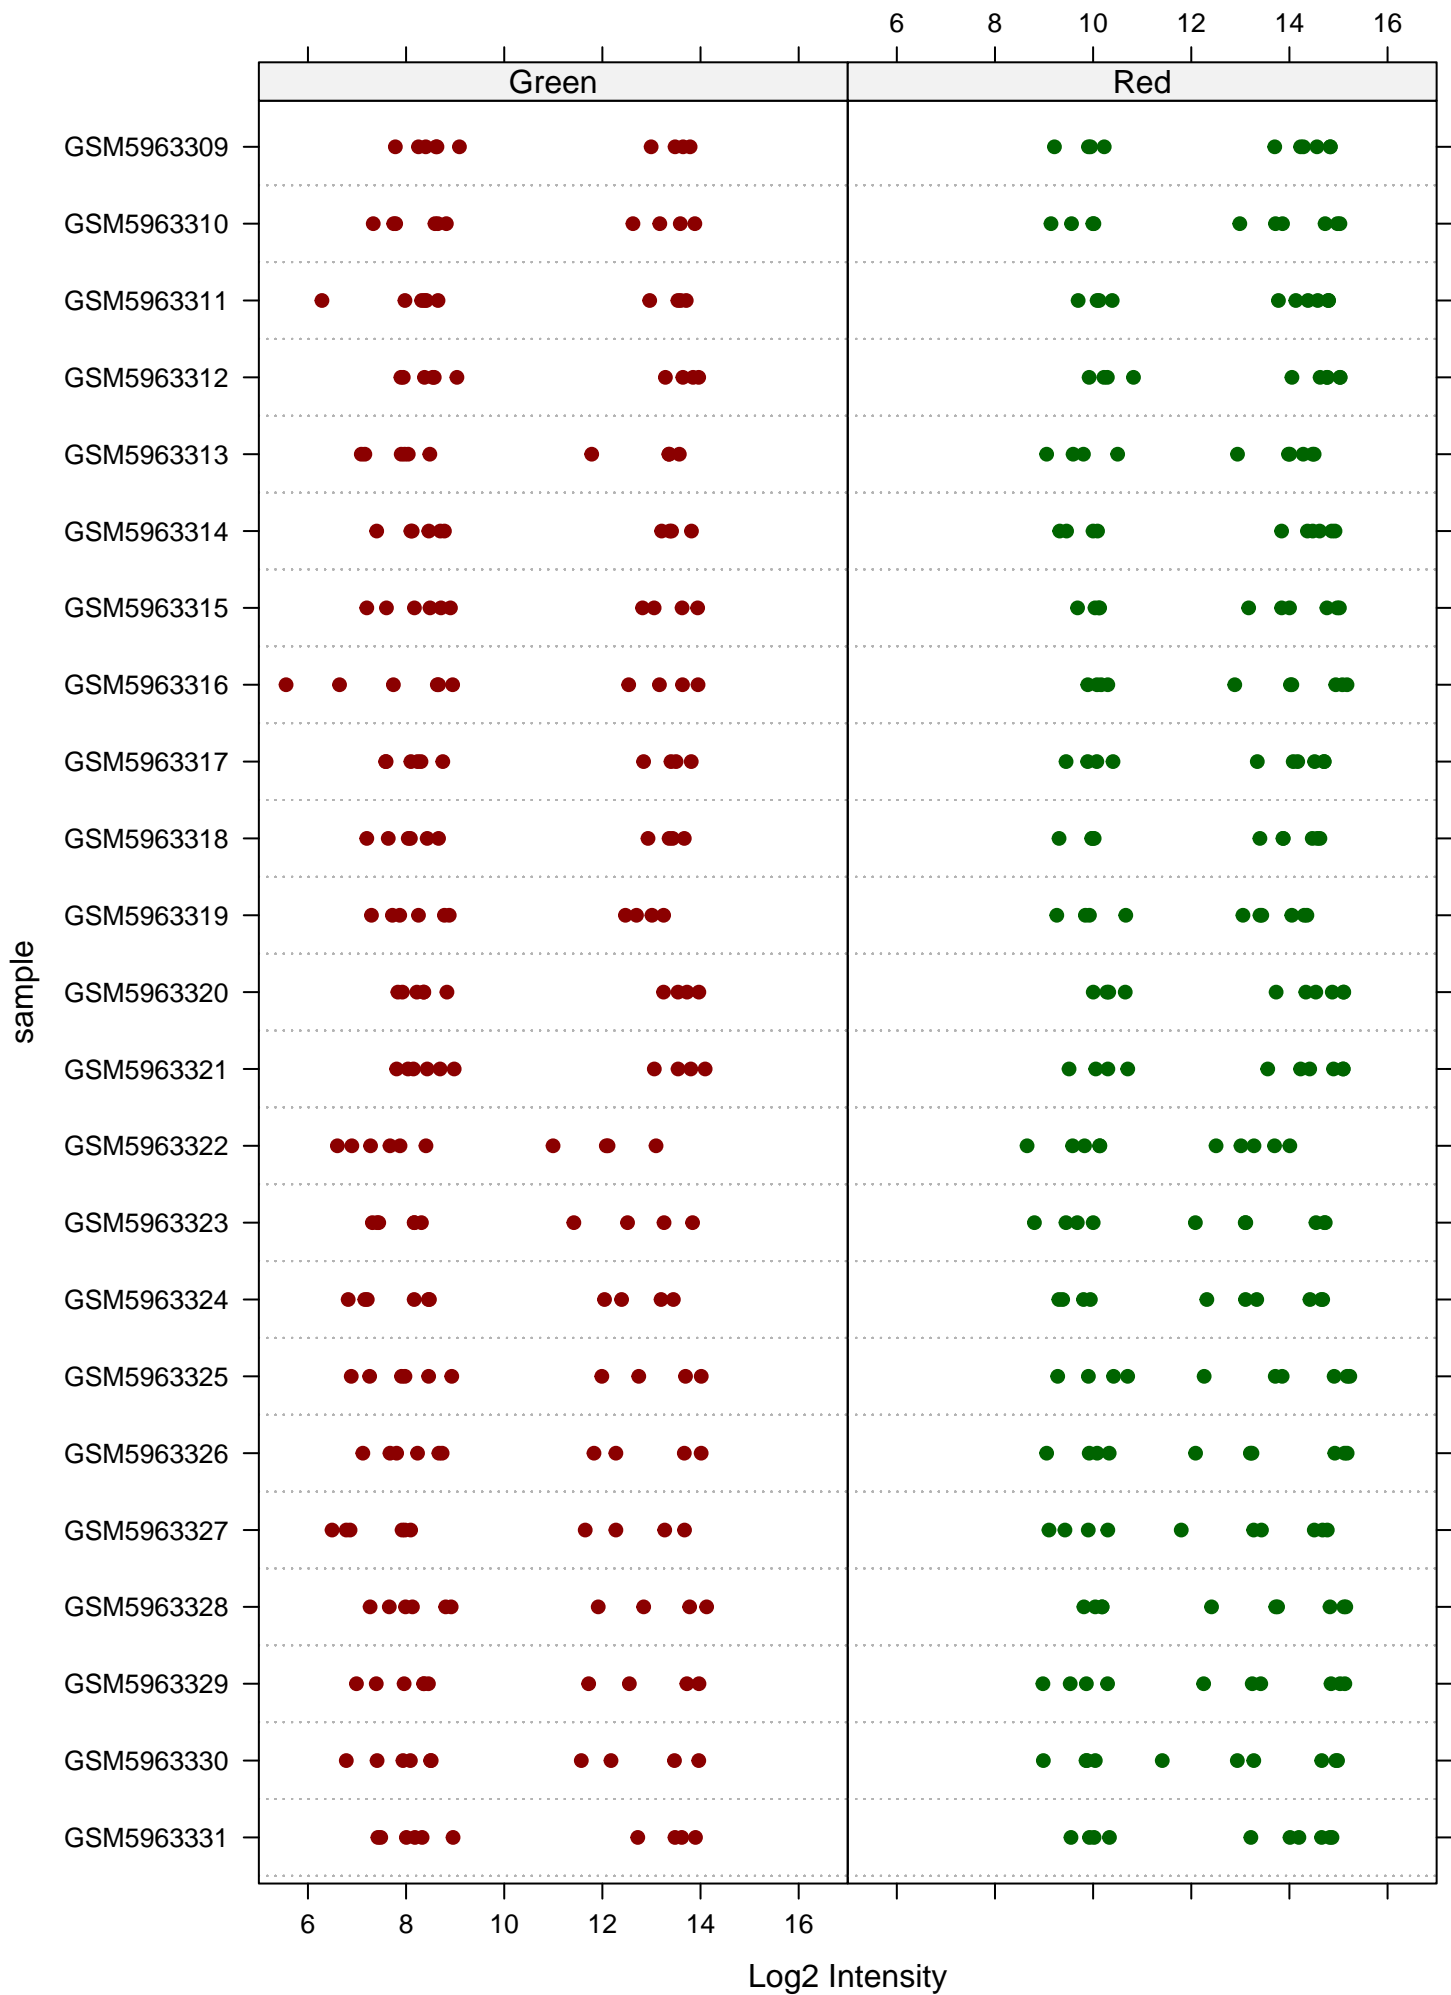 6 8 10 12 14 16
Green Red
GSM5963309
GSM5963310
GSM5963311
GSM5963312
GSM5963313
GSM5963314
GSM5963315
GSM5963316
GSM5963317
GSM5963318
GSM5963319
GSM5963320
GSM5963321
GSM5963322
GSM5963323
GSM5963324
GSM5963325
GSM5963326
GSM5963327
GSM5963328
GSM5963329
GSM5963330
GSM5963331
sample
6 8 10 12 14 16
Log2 Intensity